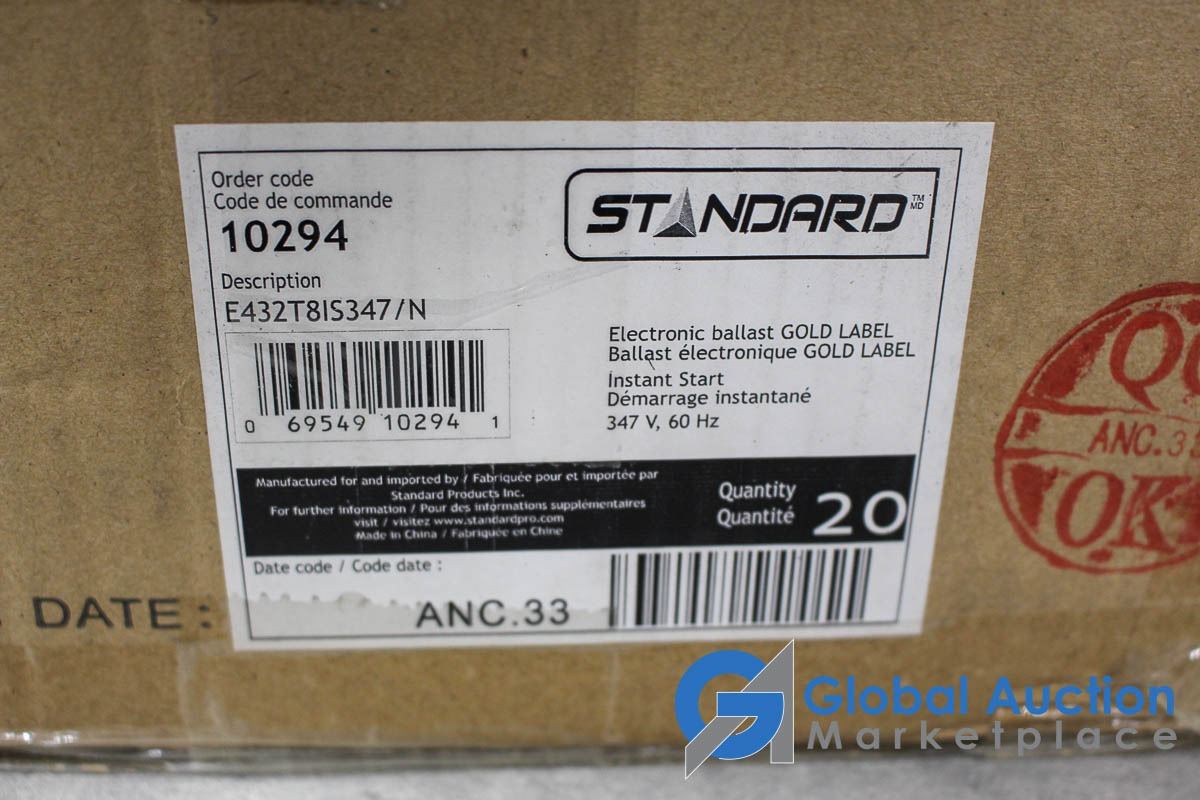 Order code
Code de commande
10294
Description
E432T8IS347/N
0 69549 10294 1
STANDARD TM MD
Electronic ballast GOLD LABEL
Ballast électronique GOLD LABEL
Instant Start
Démarrage instantané
347 V, 60 Hz
Manufactured for and imported by / Fabriquée pour et importée par
Standard Products Inc.
For further information / Pour des informations supplémentaires
visit / visitez www.standardpro.com
Made in China / Fabriquée en Chine
Quantity
Quantité
20
Date code / Code date :
ANC.33
DATE :
ANC.3
OK
Global Auction
Marketplace